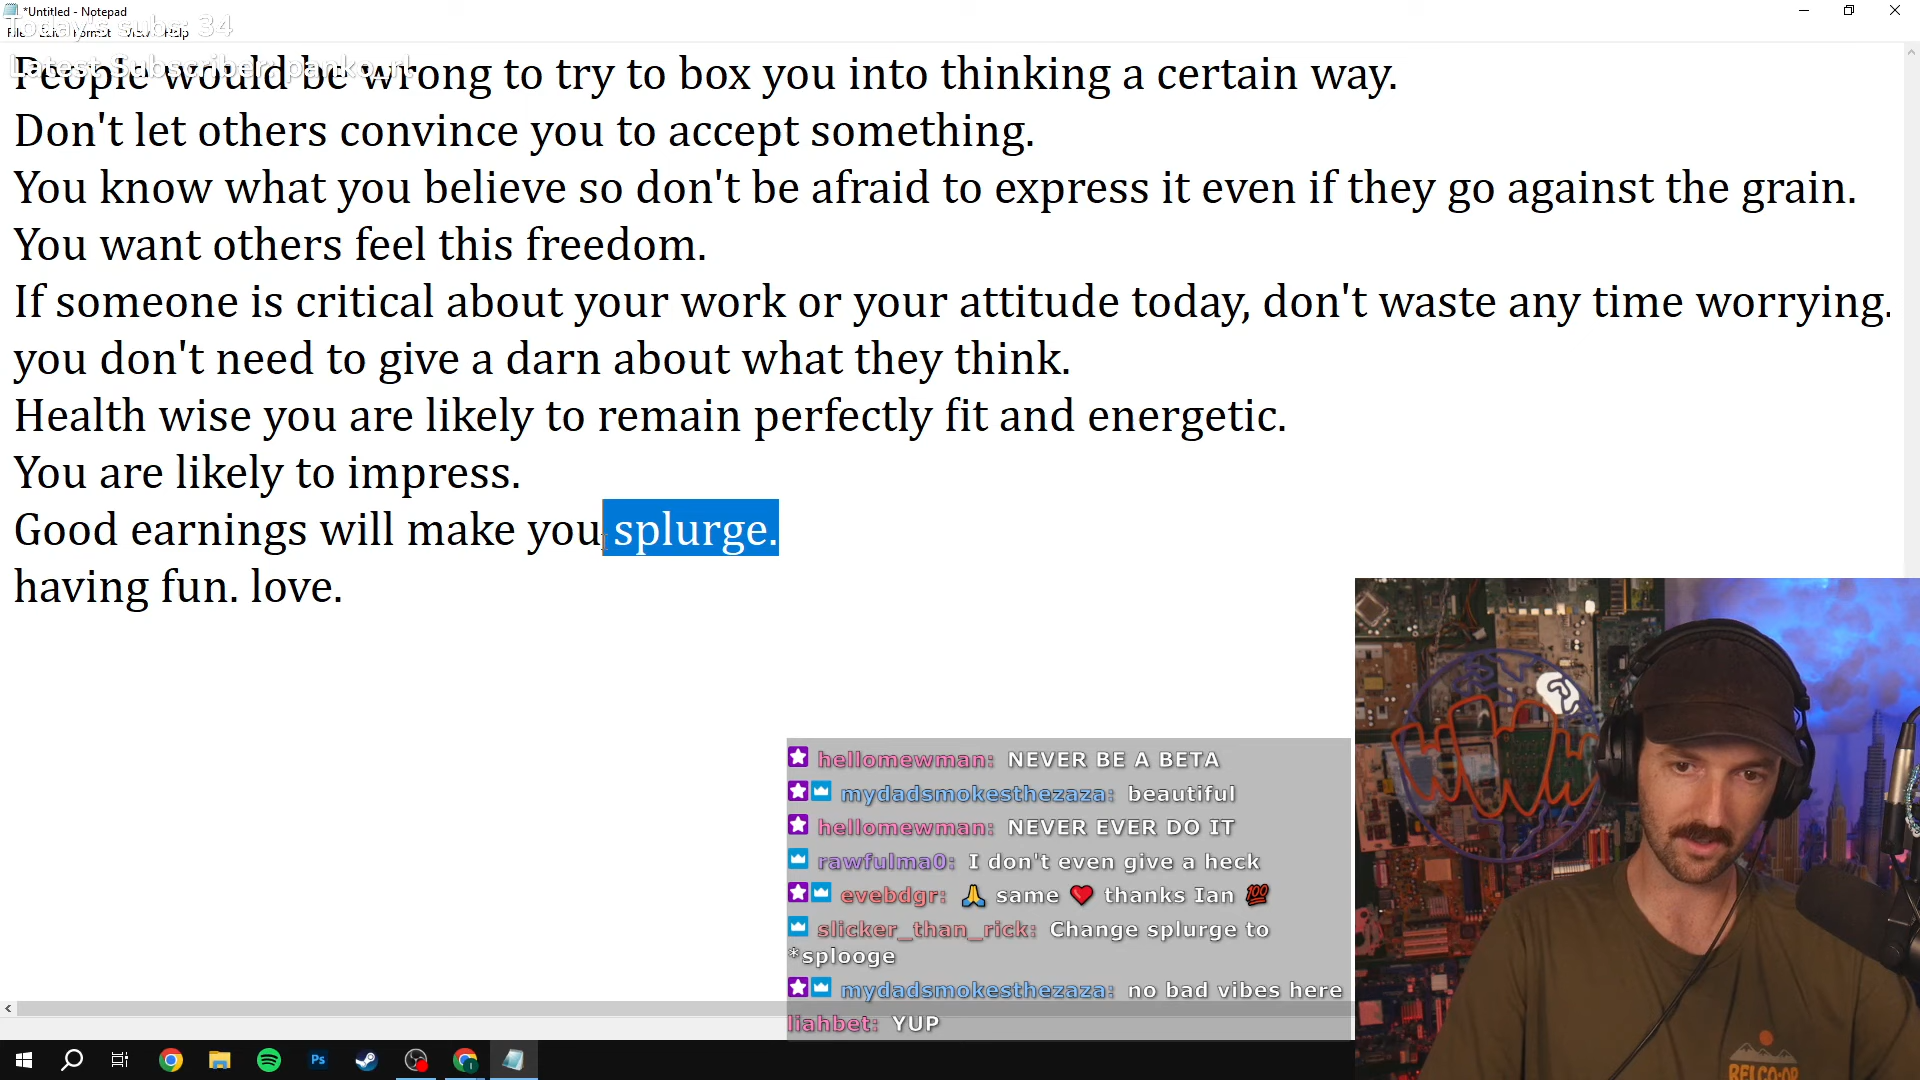 *Untitled - Notepad
Today's subs: 34
File Edit Format View Help
Latest Subscriber: panko_rl
People would be wrong to try to box you into thinking a certain way.
Don't let others convince you to accept something.
You know what you believe so don't be afraid to express it even if they go against the grain.
You want others feel this freedom.
If someone is critical about your work or your attitude today, don't waste any time worrying.
you don't need to give a darn about what they think.
Health wise you are likely to remain perfectly fit and energetic.
You are likely to impress.
Good earnings will make you splurge.
having fun. love.
hellomewman: NEVER BE A BETA
mydadsmokesthezaza: beautiful
hellomewman: NEVER EVER DO IT
rawfulma0: I don't even give a heck
evebdgr: 🙏 same ❤️ thanks Ian 💯
slicker_than_rick: Change splurge to
*splooge
mydadsmokesthezaza: no bad vibes here
liahbet: YUP
Ps
RELCO:OP